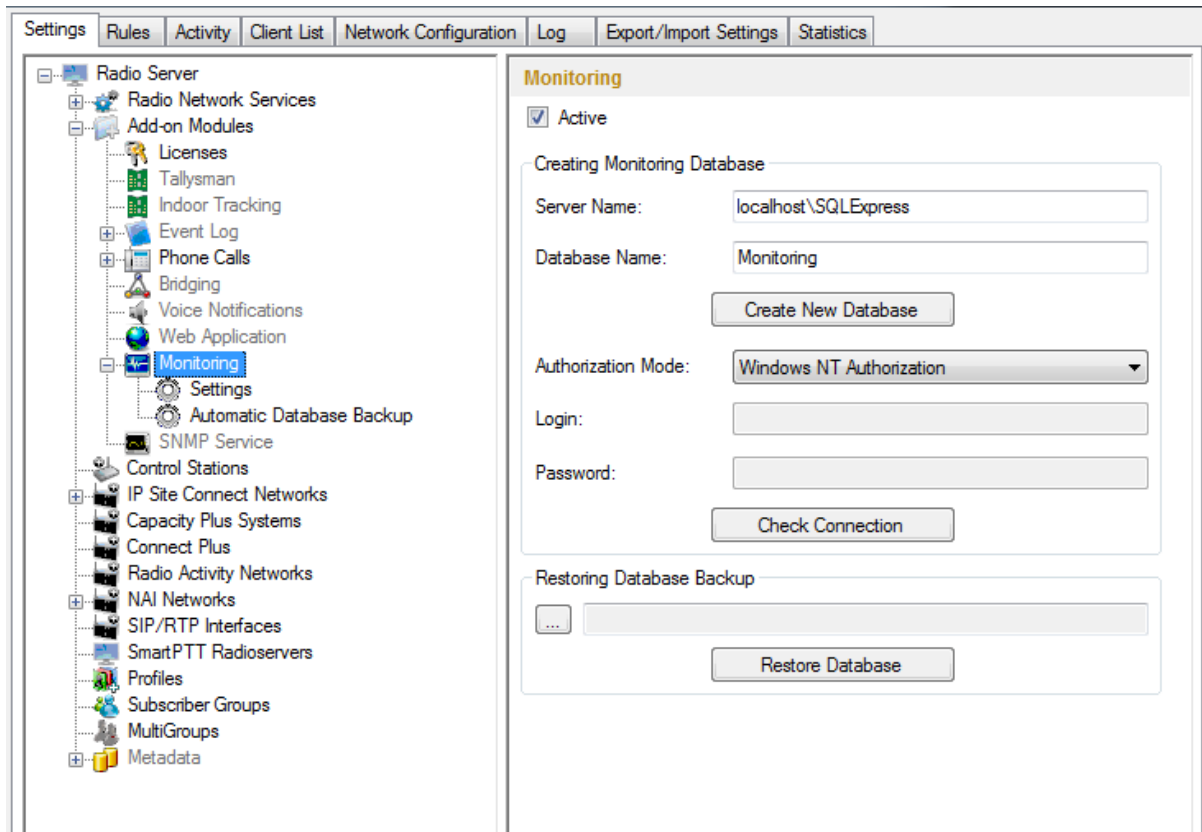 Settings Rules Activity Client List Network Configuration Log Export/Import Settings Statistics
Radio Server
Radio Network Services
Add-on Modules
Licenses
Tallysman
Indoor Tracking
Event Log
Phone Calls
Bridging
Voice Notifications
Web Application
Monitoring
Settings
Automatic Database Backup
SNMP Service
Control Stations
IP Site Connect Networks
Capacity Plus Systems
Connect Plus
Radio Activity Networks
NAI Networks
SIP/RTP Interfaces
SmartPTT Radioservers
Profiles
Subscriber Groups
MultiGroups
Metadata
Monitoring
Active
Creating Monitoring Database
Server Name: localhost\SQLExpress
Database Name: Monitoring
Create New Database
Authorization Mode: Windows NT Authorization
Login:
Password:
Check Connection
Restoring Database Backup
...
Restore Database